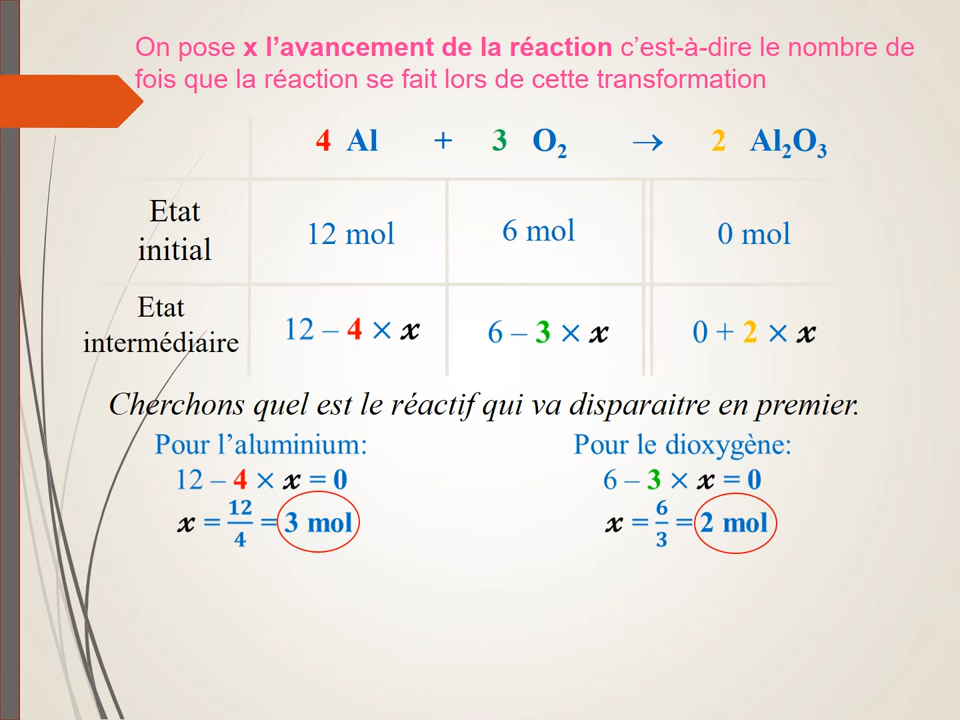 On pose x l’avancement de la réaction c’est-à-dire le nombre de
fois que la réaction se fait lors de cette transformation
4 Al + 3 O₂ → 2 Al₂O₃
Etat
initial
12 mol
6 mol
0 mol
Etat
intermédiaire
12 – 4 × x
6 – 3 × x
0 + 2 × x
Cherchons quel est le réactif qui va disparaitre en premier.
Pour l’aluminium:
12 – 4 × x = 0
x = 12/4 = 3 mol
Pour le dioxygène:
6 – 3 × x = 0
x = 6/3 = 2 mol